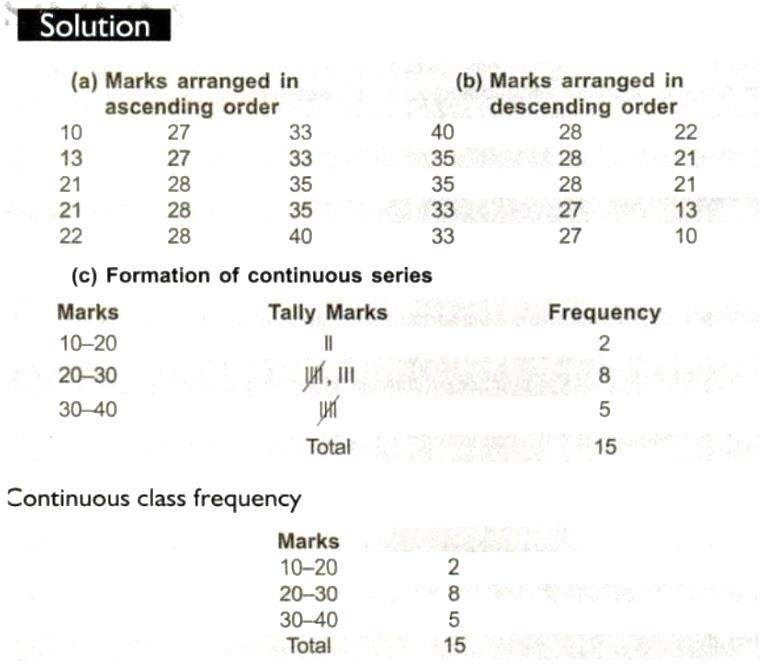 Solution
(a) Marks arranged in ascending order
10 27 33
13 27 33
21 28 35
21 28 35
22 28 40
(b) Marks arranged in descending order
40 28 22
35 28 21
35 28 21
33 27 13
33 27 10
(c) Formation of continuous series
Marks Tally Marks Frequency
10–20 || 2
20–30 𝍸, ||| 8
30–40 𝍸 5
Total 15
Continuous class frequency
Marks
10–20 2
20–30 8
30–40 5
Total 15